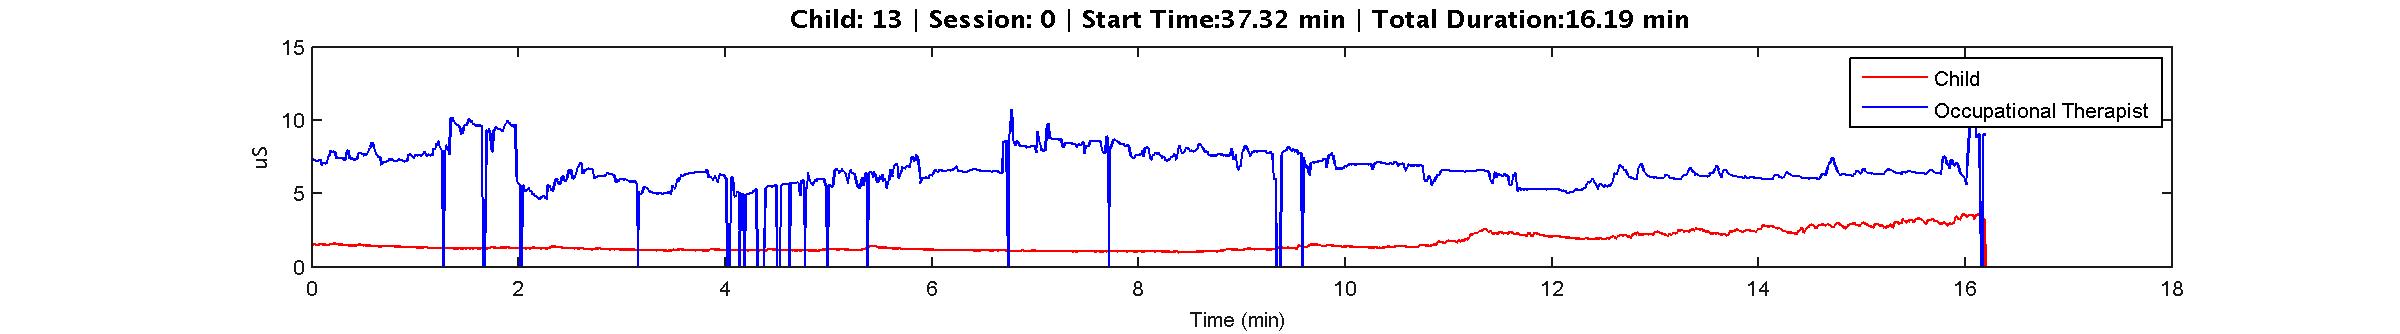 Child: 13 | Session: 0 | Start Time:37.32 min | Total Duration:16.19 min
15
10
5
0
uS
Child
Occupational Therapist
0 2 4 6 8 10 12 14 16 18
Time (min)